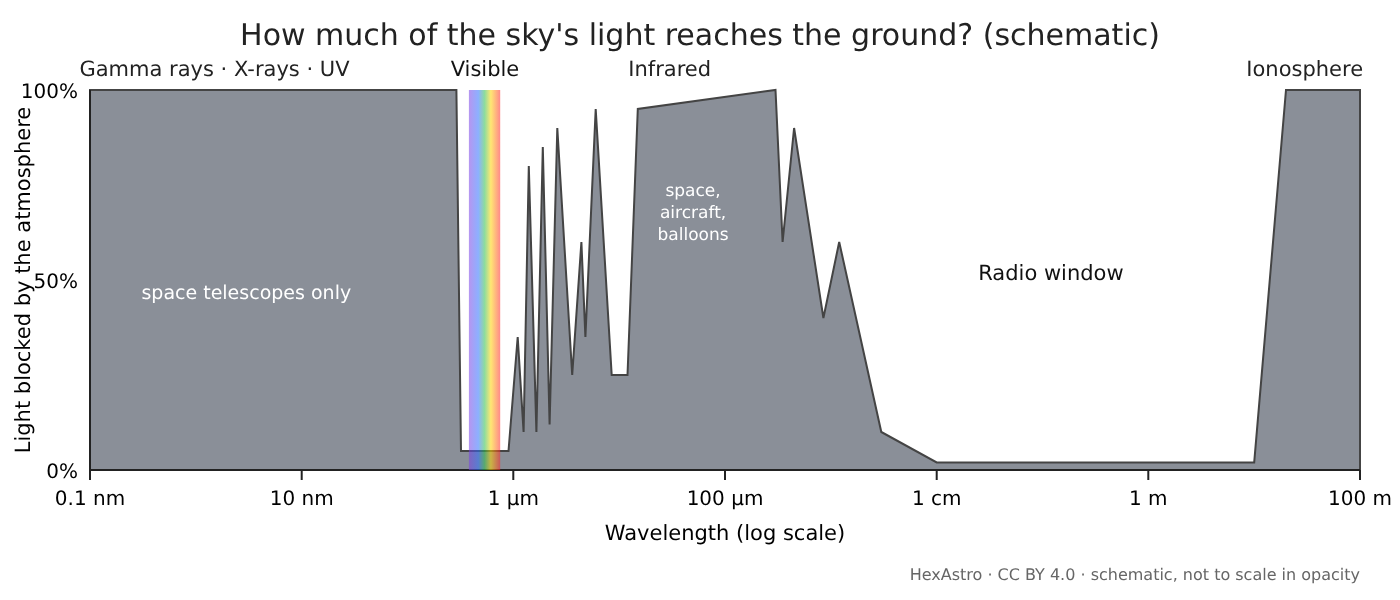 How much of the sky's light reaches the ground? (schematic)
Gamma rays · X-rays · UV
Visible
Infrared
Ionosphere
100%
50%
0%
Light blocked by the atmosphere
space telescopes only
space,
aircraft,
balloons
Radio window
0.1 nm
10 nm
1 µm
100 µm
1 cm
1 m
100 m
Wavelength (log scale)
HexAstro · CC BY 4.0 · schematic, not to scale in opacity